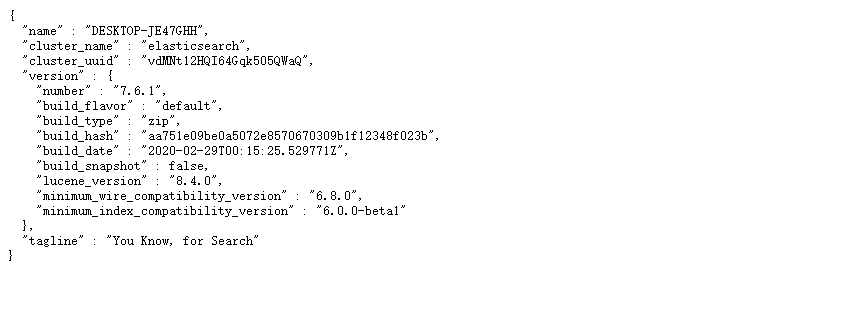 {
"name" : "DESKTOP-JE47GHH",
"cluster_name" : "elasticsearch",
"cluster_uuid" : "vdMNt12HQI64Gqk5O5QWaQ",
"version" : {
"number" : "7.6.1",
"build_flavor" : "default",
"build_type" : "zip",
"build_hash" : "aa751e09be0a5072e8570670309b1f12348f023b",
"build_date" : "2020-02-29T00:15:25.529771Z",
"build_snapshot" : false,
"lucene_version" : "8.4.0",
"minimum_wire_compatibility_version" : "6.8.0",
"minimum_index_compatibility_version" : "6.0.0-beta1"
},
"tagline" : "You Know, for Search"
}